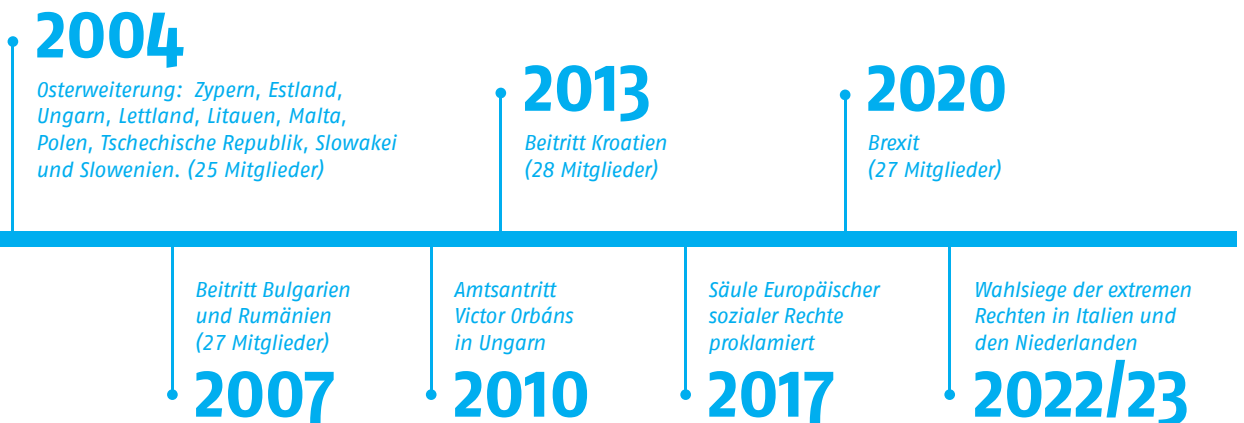 2004
Osterweiterung:  Zypern, Estland,
Ungarn, Lettland, Litauen, Malta,
Polen, Tschechische Republik, Slowakei
und Slowenien. (25 Mitglieder)
2013
Beitritt Kroatien
(28 Mitglieder)
2020
Brexit
(27 Mitglieder)
Beitritt Bulgarien
und Rumänien
(27 Mitglieder)
2007
Amtsantritt
Victor Orbáns
in Ungarn
2010
Säule Europäischer
sozialer Rechte
proklamiert
2017
Wahlsiege der extremen
Rechten in Italien und
den Niederlanden
2022/23